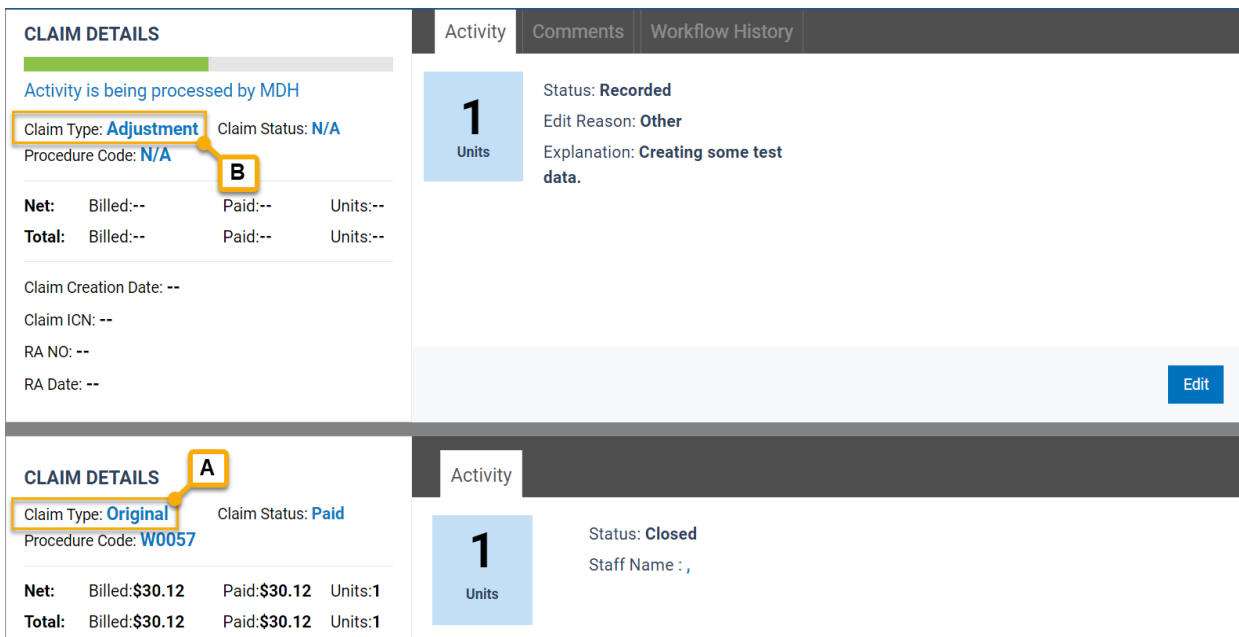 CLAIM DETAILS
Activity is being processed by MDH
Claim Type: Adjustment Claim Status: N/A
Procedure Code: N/A
B
Net: Billed:-- Paid:-- Units:--
Total: Billed:-- Paid:-- Units:--
Claim Creation Date: --
Claim ICN: --
RA NO: --
RA Date: --
Activity Comments Workflow History
1
Units
Status: Recorded
Edit Reason: Other
Explanation: Creating some test
data.
Edit
CLAIM DETAILS
A
Claim Type: Original Claim Status: Paid
Procedure Code: W0057
Net: Billed:$30.12 Paid:$30.12 Units:1
Total: Billed:$30.12 Paid:$30.12 Units:1
Activity
1
Units
Status: Closed
Staff Name : ,